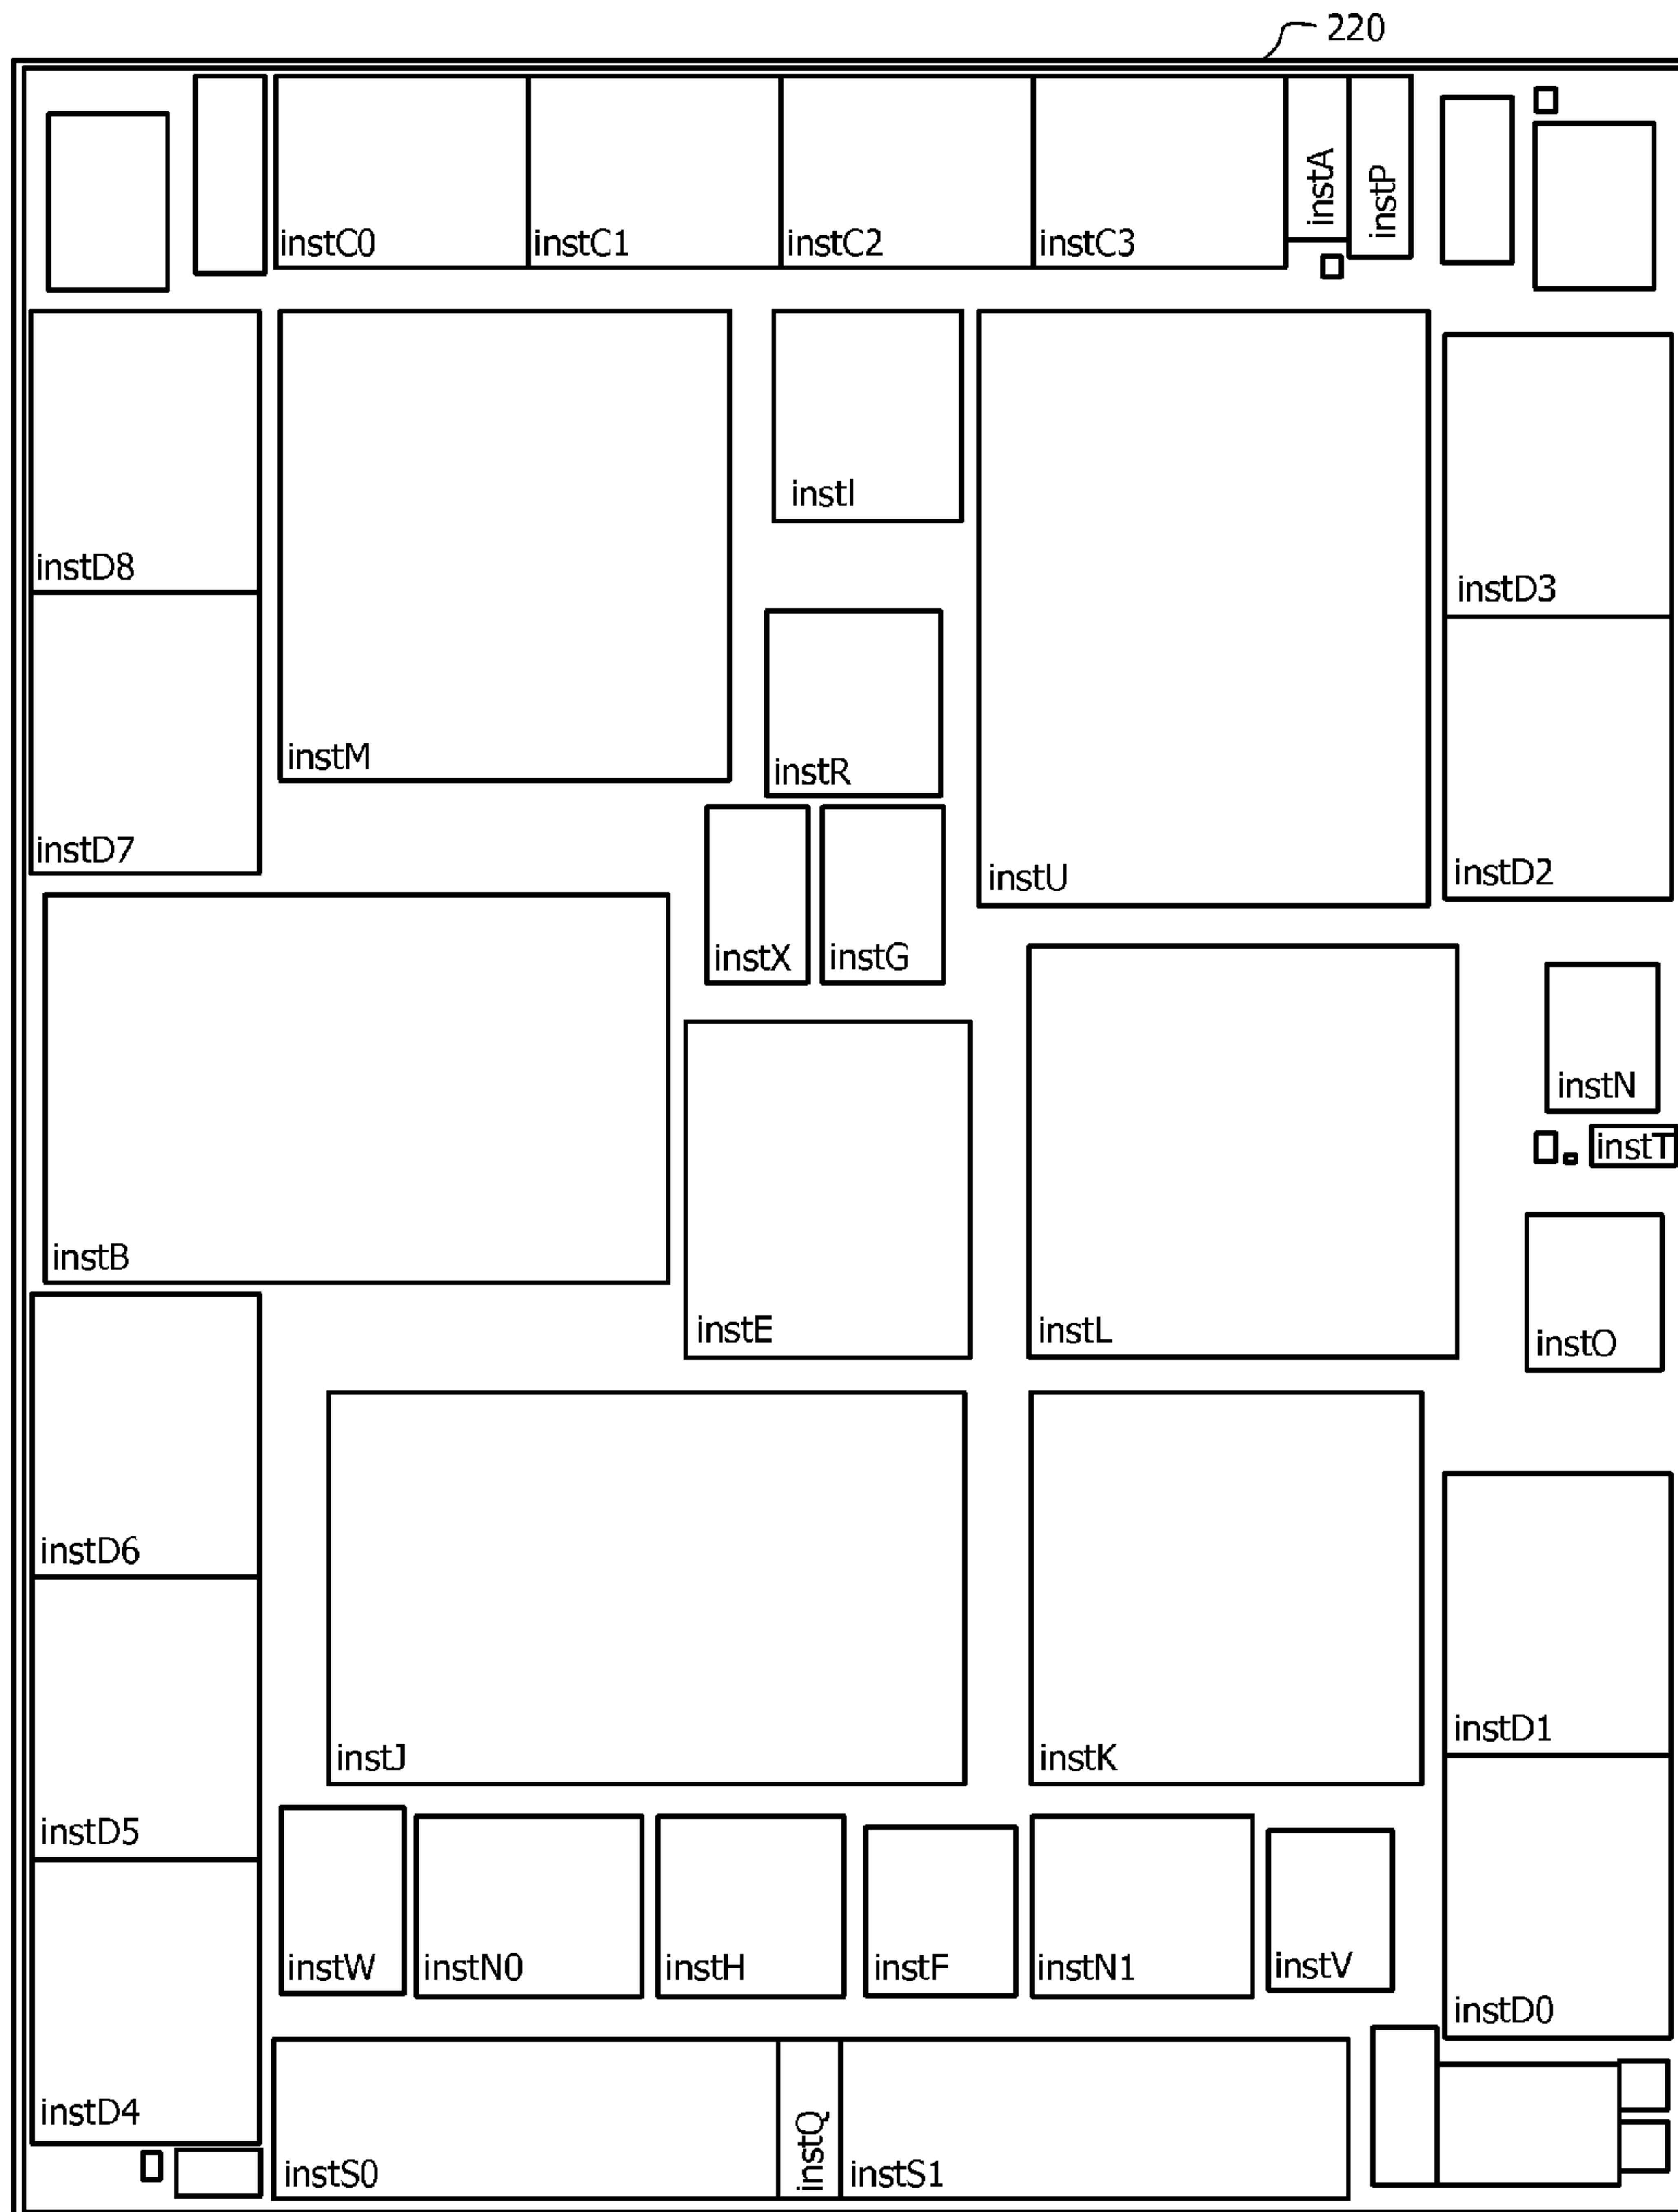 220
instA
instP
instC0
instC1
instC2
instC3
instI
instD8
instD3
instM
instR
instD7
instU
instD2
instX
instG
instN
instT
instB
instE
instL
instO
instD6
instD1
instJ
instK
instD5
instW
instN0
instH
instF
instN1
instV
instD0
instD4
instQ
instS0
instS1